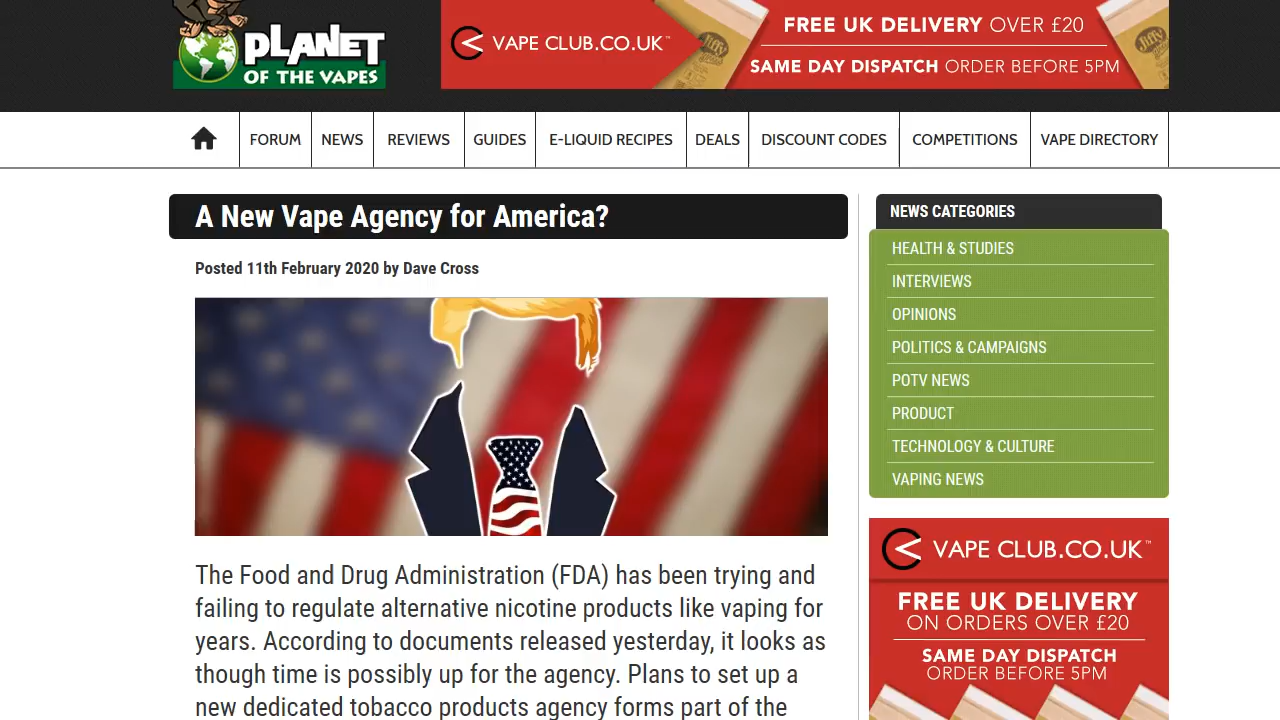 PLANET
OF THE VAPES
VAPE CLUB.CO.UK™
FREE UK DELIVERY OVER £20
SAME DAY DISPATCH ORDER BEFORE 5PM
Jiffy
Jiffy
FORUM
NEWS
REVIEWS
GUIDES
E-LIQUID RECIPES
DEALS
DISCOUNT CODES
COMPETITIONS
VAPE DIRECTORY
A New Vape Agency for America?
Posted 11th February 2020 by Dave Cross
The Food and Drug Administration (FDA) has been trying and
failing to regulate alternative nicotine products like vaping for
years. According to documents released yesterday, it looks as
though time is possibly up for the agency. Plans to set up a
new dedicated tobacco products agency forms part of the
NEWS CATEGORIES
HEALTH & STUDIES
INTERVIEWS
OPINIONS
POLITICS & CAMPAIGNS
POTV NEWS
PRODUCT
TECHNOLOGY & CULTURE
VAPING NEWS
VAPE CLUB.CO.UK™
FREE UK DELIVERY
ON ORDERS OVER £20
SAME DAY DISPATCH
ORDER BEFORE 5PM